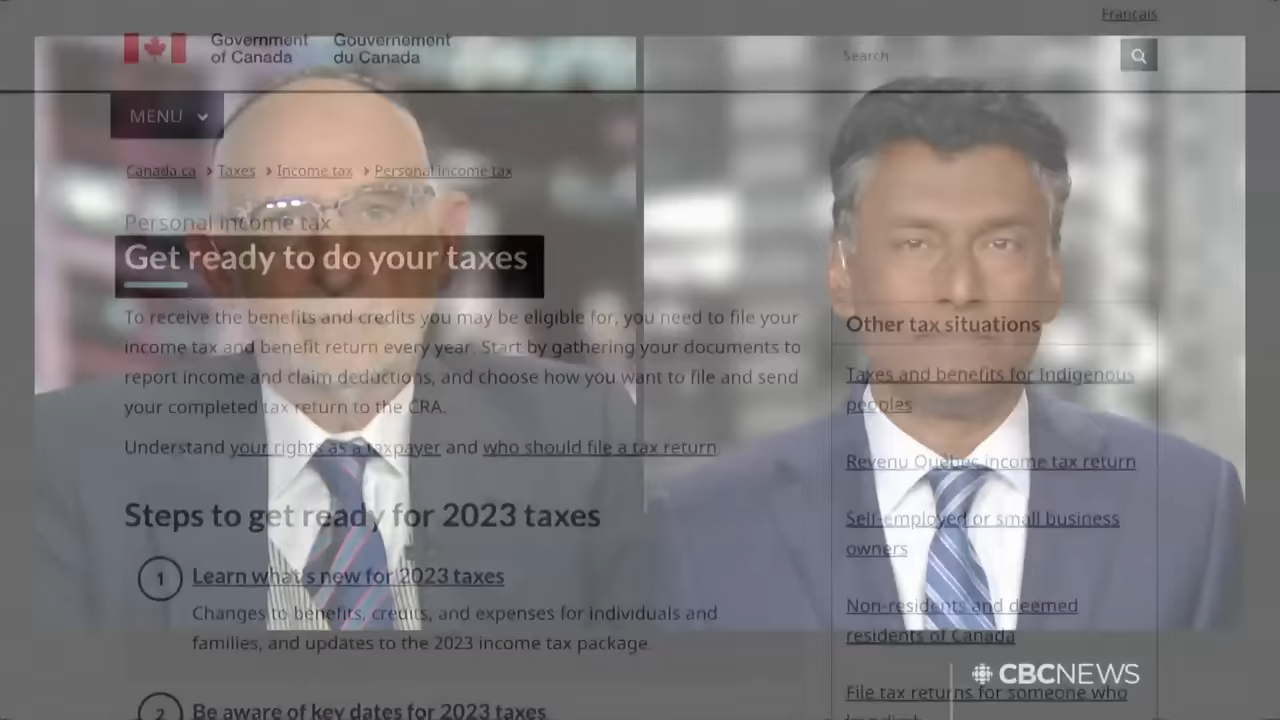 Français
Government
of Canada
Gouvernement
du Canada
Search
MENU
Canada.ca > Taxes > Income tax > Personal income tax
Personal income tax
Get ready to do your taxes
To receive the benefits and credits you may be eligible for, you need to file your
income tax and benefit return every year. Start by gathering your documents to
report income and claim deductions, and choose how you want to file and send
your completed tax return to the CRA.
Understand your rights as a taxpayer and who should file a tax return
Steps to get ready for 2023 taxes
1 Learn what's new for 2023 taxes
Changes to benefits, credits, and expenses for individuals and
families, and updates to the 2023 income tax package.
2 Be aware of key dates for 2023 taxes
Other tax situations
Taxes and benefits for Indigenous
peoples
Revenu Québec income tax return
Self-employed or small business
owners
Non-residents and deemed
residents of Canada
File tax returns for someone who
CBCNEWS